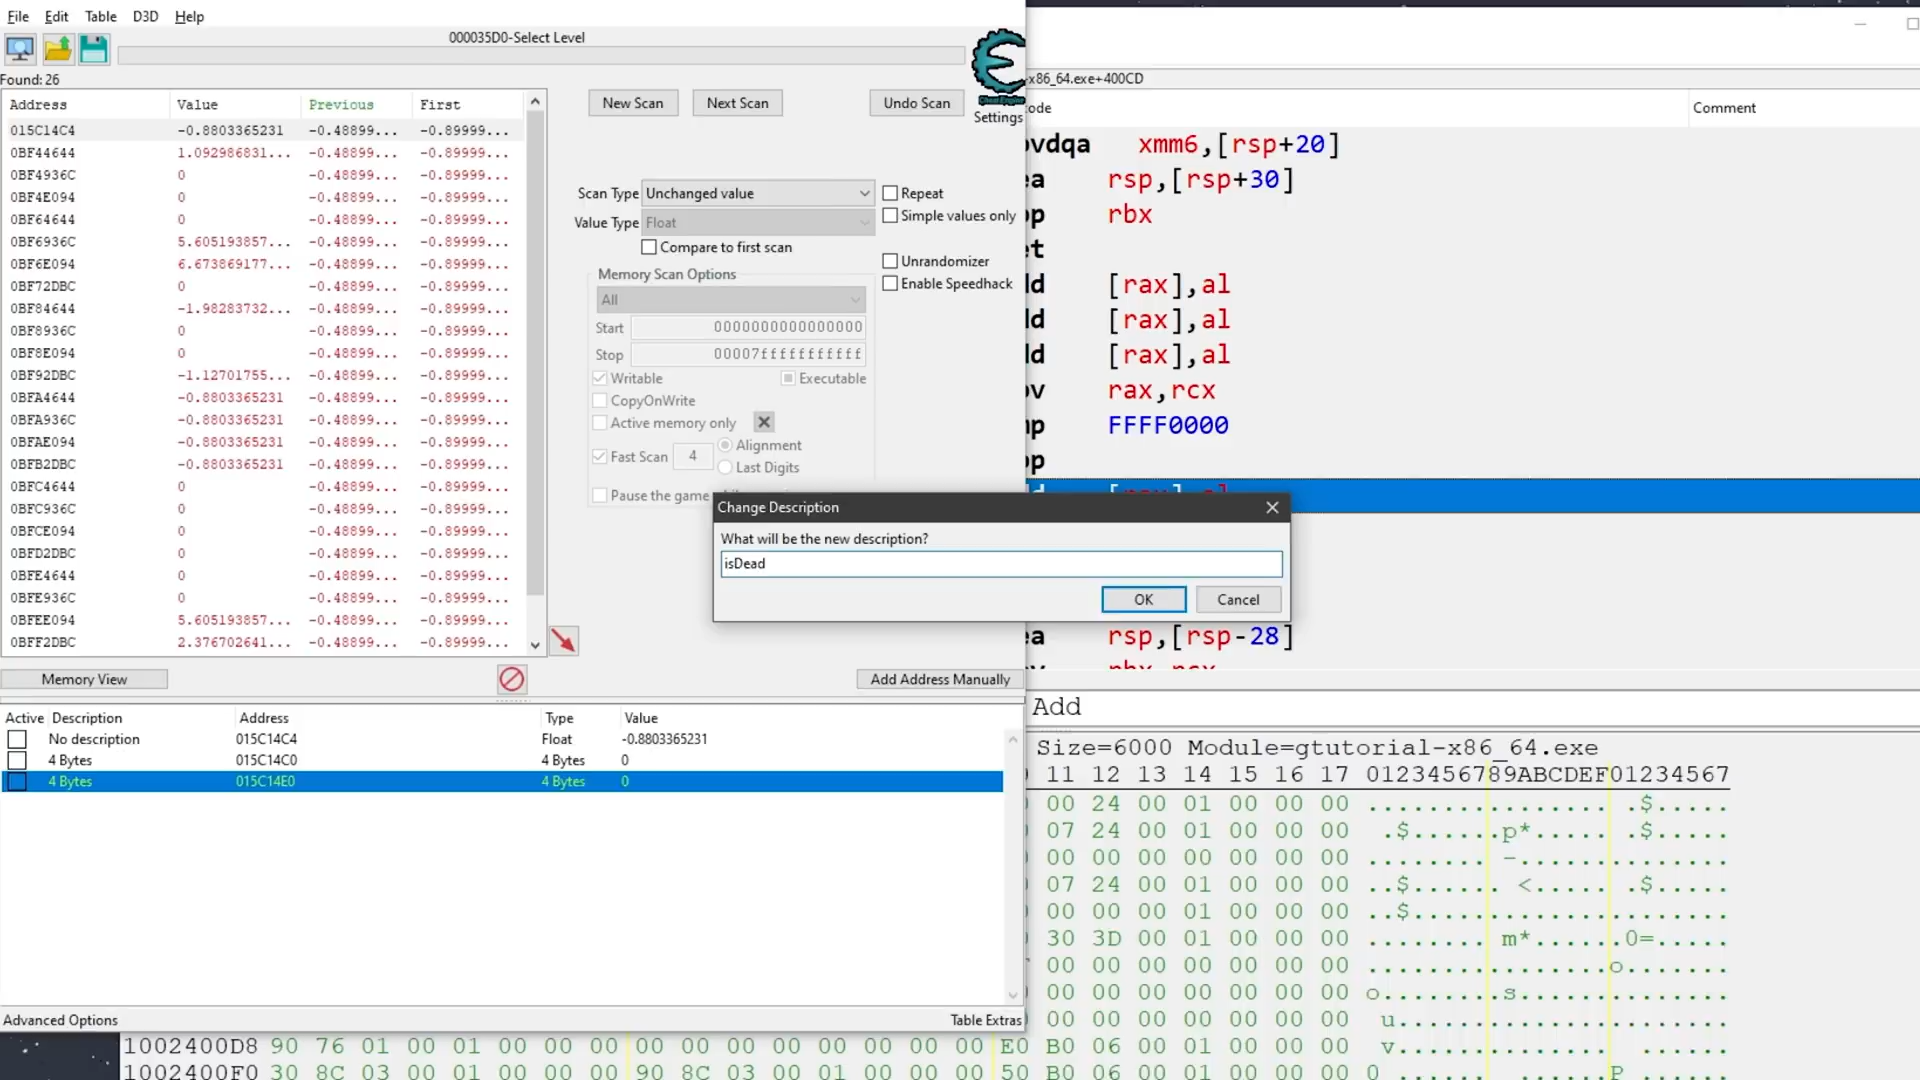 File Edit Table D3D Help
000035D0-Select Level
Found: 26
Address Value Previous First
015C14C4 -0.8803365231 -0.48899... -0.89999...
0BF44644 1.092986831... -0.48899... -0.89999...
0BF4936C 0 -0.48899... -0.89999...
0BF4E094 0 -0.48899... -0.89999...
0BF64644 0 -0.48899... -0.89999...
0BF6936C 5.605193857... -0.48899... -0.89999...
0BF6E094 6.673869177... -0.48899... -0.89999...
0BF72DBC 0 -0.48899... -0.89999...
0BF84644 -1.98283732... -0.48899... -0.89999...
0BF8936C 0 -0.48899... -0.89999...
0BF8E094 0 -0.48899... -0.89999...
0BF92DBC -1.12701755... -0.48899... -0.89999...
0BFA4644 -0.8803365231 -0.48899... -0.89999...
0BFA936C -0.8803365231 -0.48899... -0.89999...
0BFAE094 -0.8803365231 -0.48899... -0.89999...
0BFB2DBC -0.8803365231 -0.48899... -0.89999...
0BFC4644 0 -0.48899... -0.89999...
0BFC936C 0 -0.48899... -0.89999...
0BFCE094 0 -0.48899... -0.89999...
0BFD2DBC 0 -0.48899... -0.89999...
0BFE4644 0 -0.48899... -0.89999...
0BFE936C 0 -0.48899... -0.89999...
0BFEE094 5.605193857... -0.48899... -0.89999...
0BFF2DBC 2.376702641... -0.48899... -0.89999...
New Scan Next Scan Undo Scan
Cheat Engine
Settings
Scan Type Unchanged value
Value Type Float
Compare to first scan
Repeat
Simple values only
Unrandomizer
Enable Speedhack
Memory Scan Options
All
Start 0000000000000000
Stop 00007fffffffffff
Writable Executable
CopyOnWrite
Active memory only
Fast Scan 4 Alignment
Last Digits
Pause the game
Memory View Add Address Manually
Active Description Address Type Value
No description 015C14C4 Float -0.8803365231
4 Bytes 015C14C0 4 Bytes 0
4 Bytes 015C14E0 4 Bytes 0
Advanced Options Table Extras
Change Description
What will be the new description?
isDead
OK Cancel
-x86_64.exe+400CD
ode Comment
ovdqa xmm6,[rsp+20]
ea rsp,[rsp+30]
op rbx
et
dd [rax],al
dd [rax],al
dd [rax],al
ov rax,rcx
mp FFFF0000
op
ea rsp,[rsp-28]
rbx,rcx
Add
Size=6000 Module=gtutorial-x86_64.exe
11 12 13 14 15 16 17 0123456789ABCDEF01234567
00 24 00 01 00 00 00 .................$.....
07 24 00 01 00 00 00 .$......p*.......$.....
00 00 00 01 00 00 00 .........-..............
07 24 00 01 00 00 00 ..$...... <......$.....
00 00 00 01 00 00 00 ..$.....................
30 3D 00 01 00 00 00 .........m*......0=.....
00 00 00 01 00 00 00 ................o.......
00 00 00 01 00 00 00 o........s..............
00 00 00 01 00 00 00 u.......................
1002400D8 90 76 01 00 01 00 00 00 00 00 00 00 00 00 00 00 E0 B0 06 00 01 00 00 00 v...............  ......
1002400F0 30 8C 03 00 01 00 00 00 90 8C 03 00 01 00 00 00 50 B0 06 00 01 00 00 00 0...............P.......